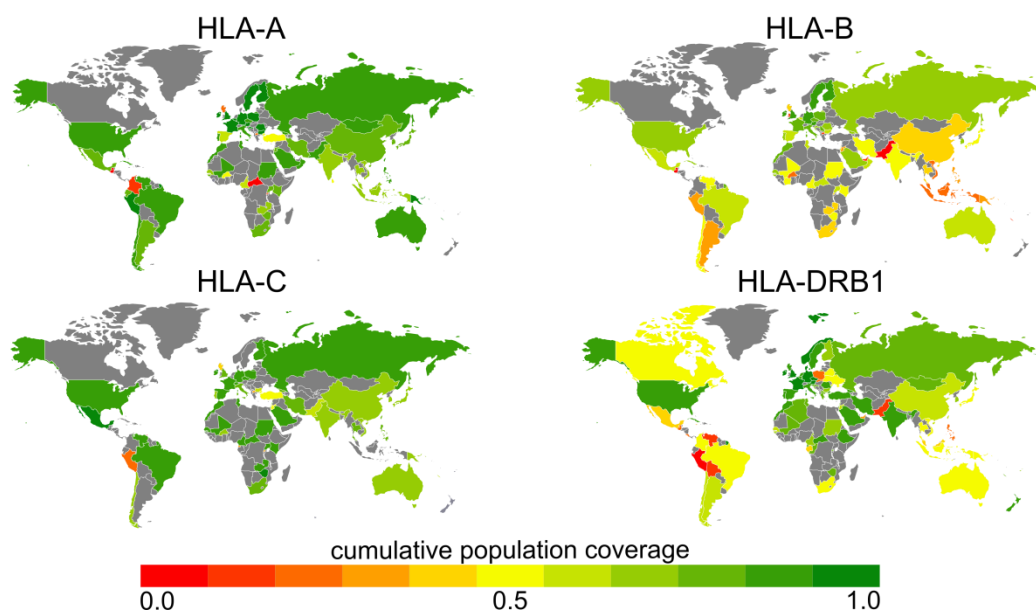 HLA-A
HLA-B
HLA-C
HLA-DRB1
cumulative population coverage
0.0 0.5 1.0